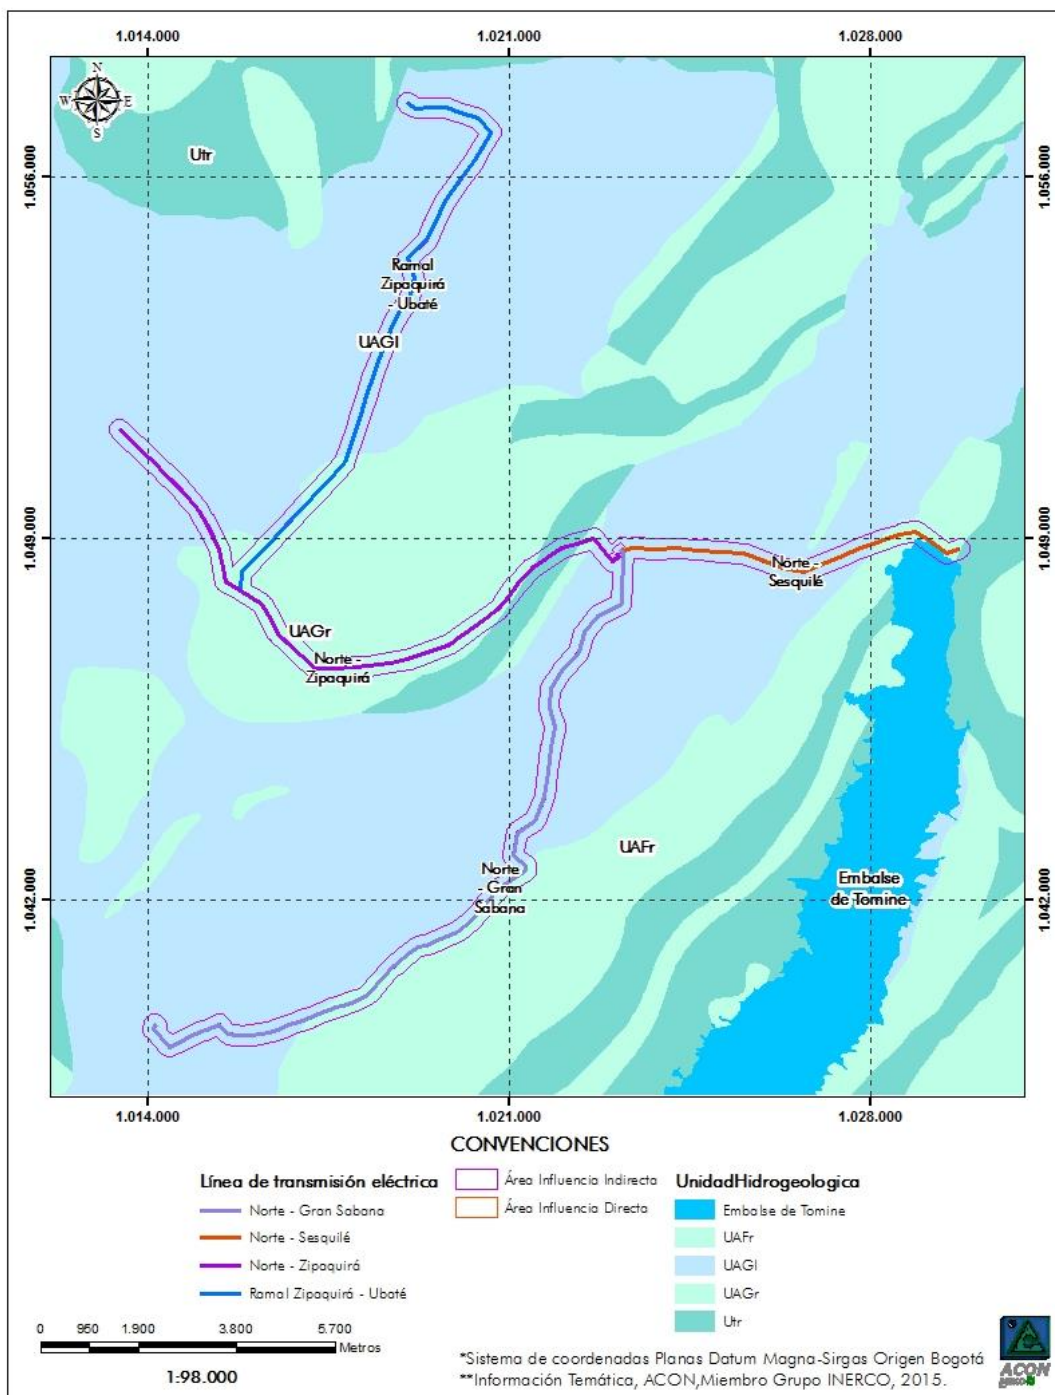 1.014.000 1.021.000 1.028.000
N
W E
S
1.056.000 1.056.000
Utr
Ramal
Zipaquirá
- Ubaté
UAGl
1.049.000 1.049.000
Norte -
Sesquilé
UAGr
Norte -
Zipaquirá
UAFr
Norte
- Gran
Sabana
Embalse
de Tomine
1.042.000 1.042.000
1.014.000 1.021.000 1.028.000
CONVENCIONES
Línea de transmisión eléctrica
Norte - Gran Sabana
Norte - Sesquilé
Norte - Zipaquirá
Ramal Zipaquirá - Ubaté
Área Influencia Indirecta
Área Influencia Directa
UnidadHidrogeologica
Embalse de Tomine
UAFr
UAGl
UAGr
Utr
0 950 1.900 3.800 5.700
Metros
1:98.000
*Sistema de coordenadas Planas Datum Magna-Sirgas Origen Bogotá
**Información Temática, ACON,Miembro Grupo INERCO, 2015.
ACON